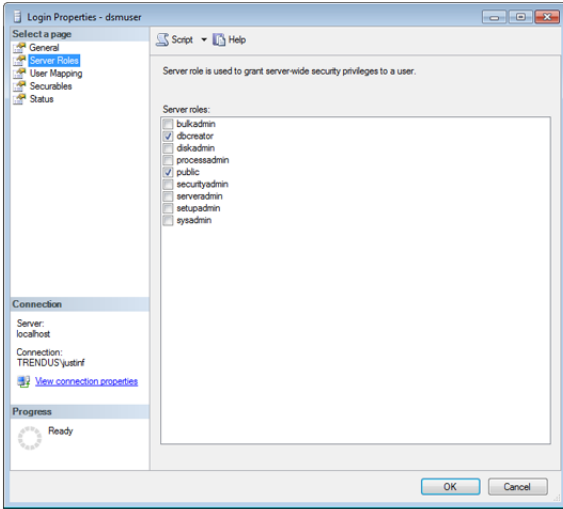 Login Properties - dsmuser
Select a page
General
Server Roles
User Mapping
Securables
Status
Script
Help
Server role is used to grant server-wide security privileges to a user.
Server roles:
bulkadmin
dbcreator
diskadmin
processadmin
public
securityadmin
serveradmin
setupadmin
sysadmin
Connection
Server:
localhost
Connection:
TRENDUS\justinf
View connection properties
Progress
Ready
OK
Cancel